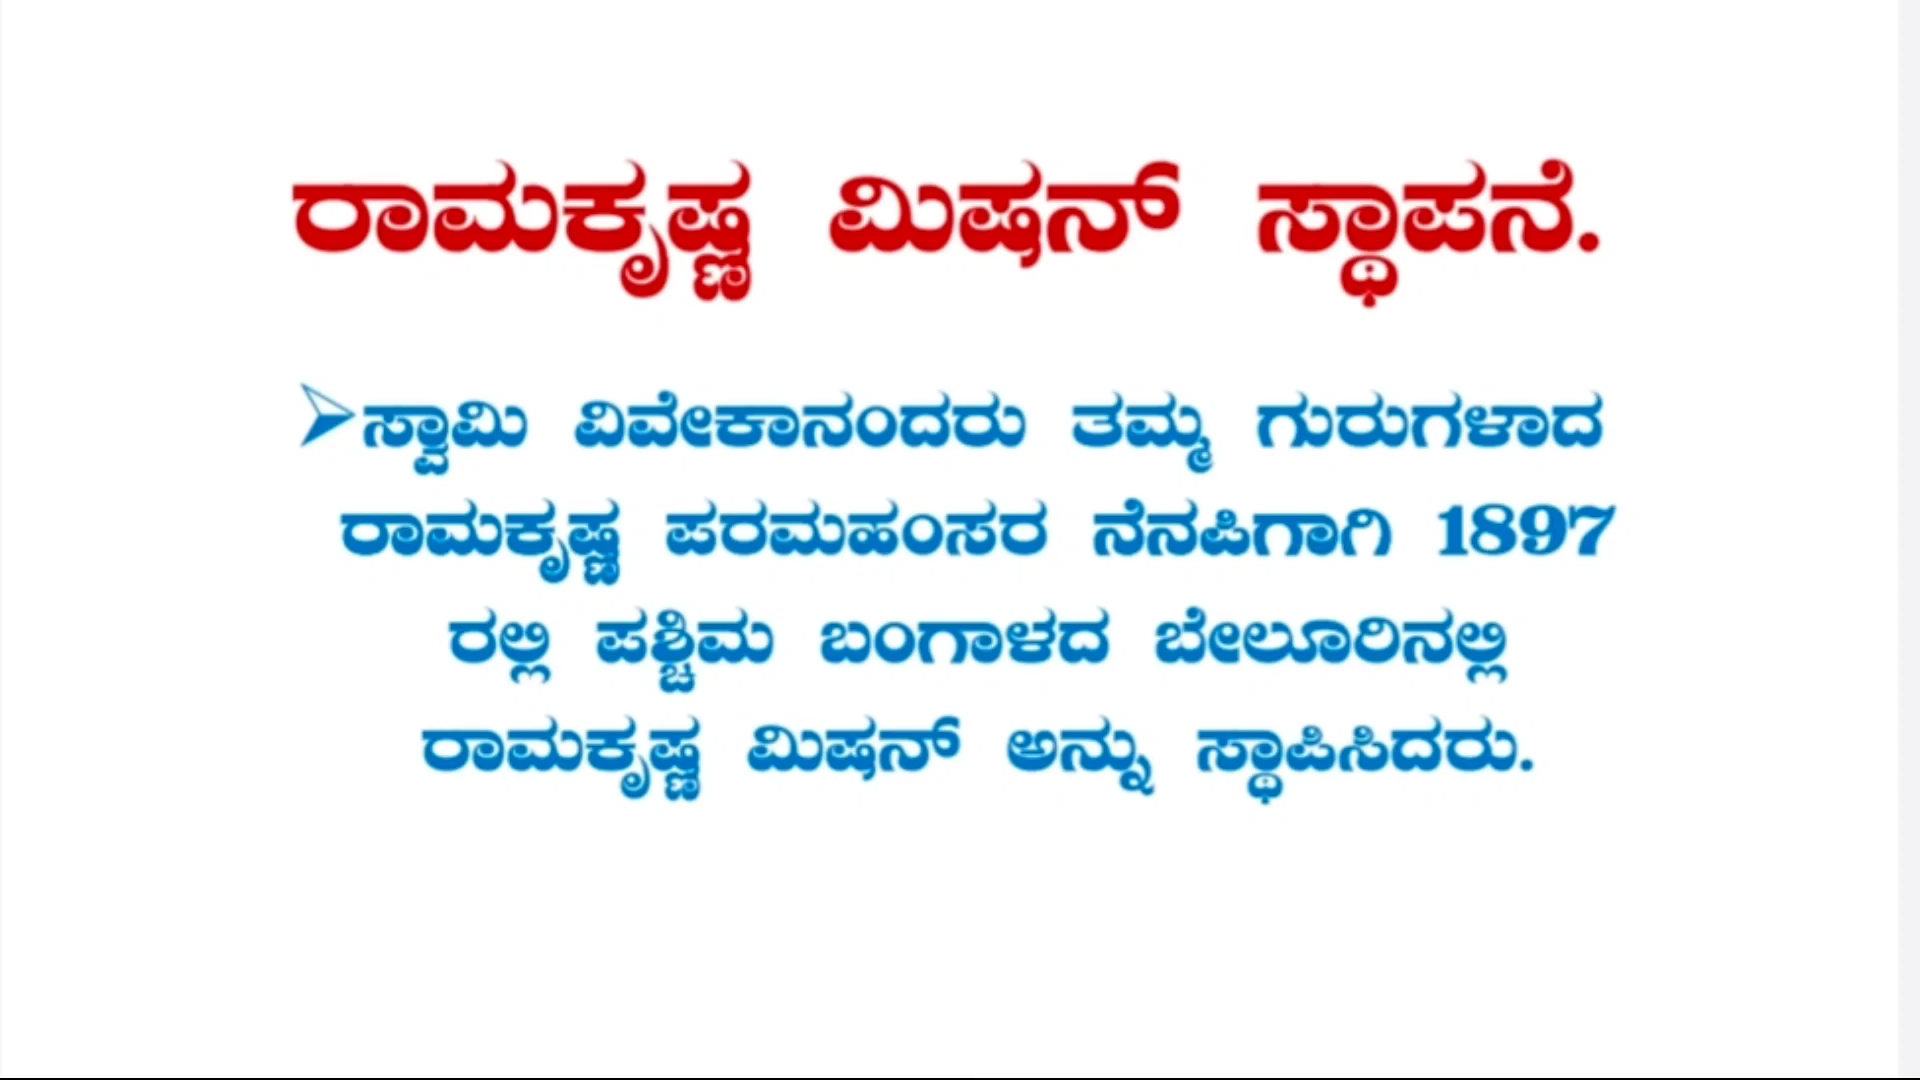 ರಾಮಕೃಷ್ಣ ಮಿಷನ್ ಸ್ಥಾಪನೆ.
➢ಸ್ವಾಮಿ ವಿವೇಕಾನಂದರು ತಮ್ಮ ಗುರುಗಳಾದ
ರಾಮಕೃಷ್ಣ ಪರಮಹಂಸರ ನೆನಪಿಗಾಗಿ 1897
ರಲ್ಲಿ ಪಶ್ಚಿಮ ಬಂಗಾಳದ ಬೇಲೂರಿನಲ್ಲಿ
ರಾಮಕೃಷ್ಣ ಮಿಷನ್ ಅನ್ನು ಸ್ಥಾಪಿಸಿದರು.